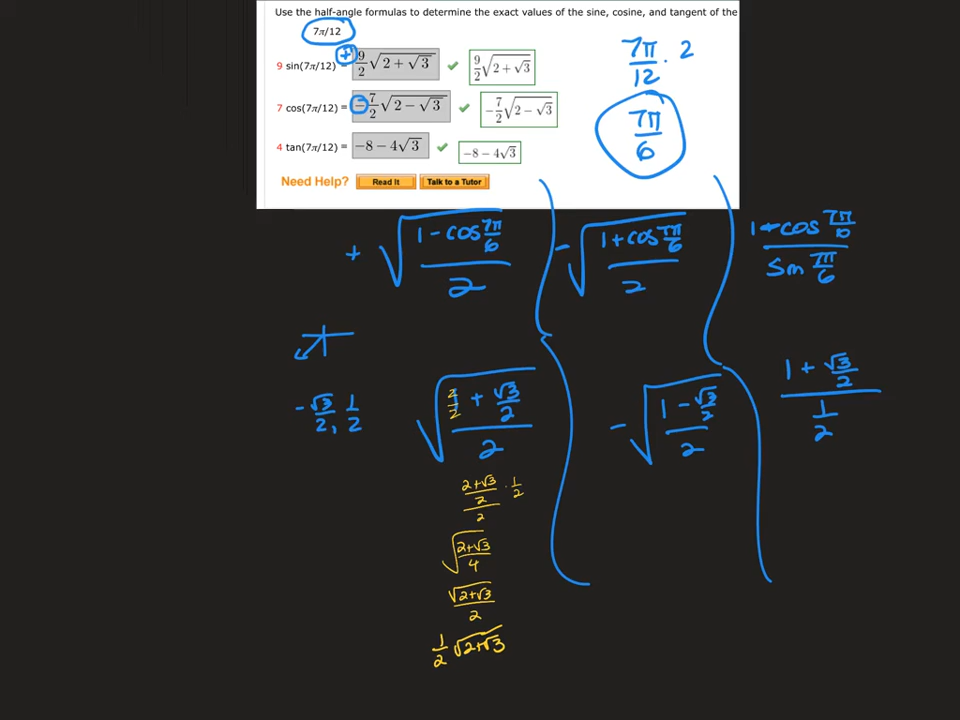 Use the half-angle formulas to determine the exact values of the sine, cosine, and tangent of the
7π/12
9 sin(7π/12) = + 9/2 √(2 + √3) ✓ 9/2 √(2 + √3)
7 cos(7π/12) = −7/2 √(2 − √3) ✓ −7/2 √(2 − √3)
4 tan(7π/12) = −8 − 4√3 ✓ −8 − 4√3
Need Help? Read It Talk to a Tutor
7π/12 · 2
7π/6
+ √((1 − cos 7π/6)/2)
− √((1 + cos 7π/6)/2)
(1 − cos 7π/10)/(sin 7π/6)
−√3/2, 1/2
√((2/2 + √3/2)/2)
− √((1 − √3/2)/2)
(1 + √3/2)/(1/2)
((2+√3)/2)/2 · 1/2
√((2+√3)/4)
√(2+√3)/2
1/2 √(2+√3)